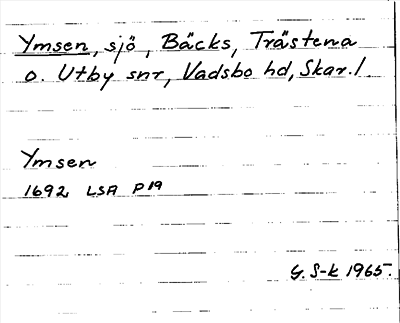 Ymsen, sjö, Bäcks, Trästena
o. Utby snr, Vadsbo hd, Skar. l
Ymsen
1692 LSA P19
G. S-k 1965.